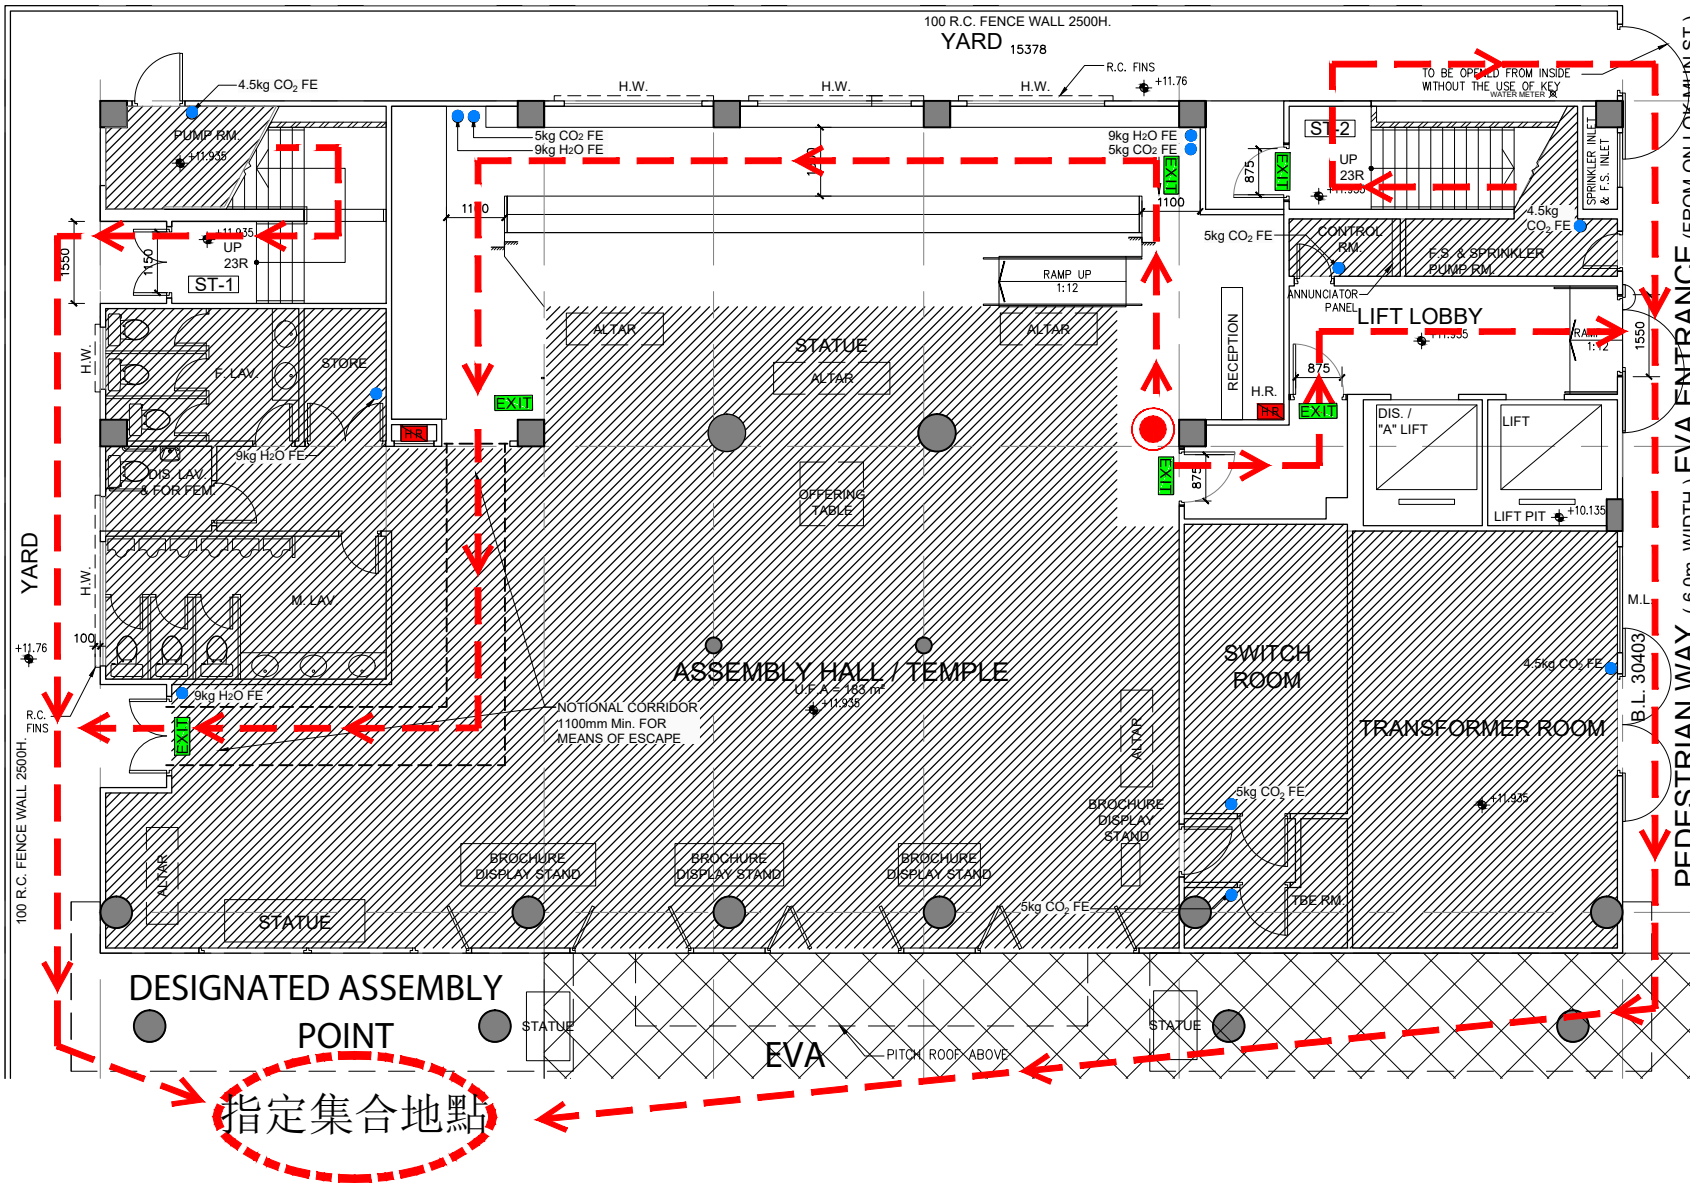 100 R.C. FENCE WALL 2500H.
YARD 15378
R.C. FINS
+11.76
H.W.
H.W.
H.W.
4.5kg CO₂ FE
PUMP RM.
+11.935
5kg CO₂ FE
9kg H₂O FE
9kg H₂O FE
5kg CO₂ FE
EXIT
1100
1100
875
EXIT
ST-2
UP
23R
TO BE OPENED FROM INSIDE
WITHOUT THE USE OF KEY
WATER METER
SPRINKLER INLET
& F.S. INLET
4.5kg
CO₂ FE
5kg CO₂ FE
CONTROL
RM.
F.S. & SPRINKLER
PUMP RM.
ANNUNCIATOR
PANEL
LIFT LOBBY
+11.935
RAMP
1:12
1550
1550
1150
+11.935
UP
23R
ST-1
RAMP UP
1:12
ALTAR
STATUE
ALTAR
ALTAR
RECEPTION
H.R.
H.R.
875
EXIT
DIS. /
"A" LIFT
LIFT
LIFT PIT
+10.135
H.W.
F. LAV.
STORE
EXIT
H.R.
9kg H₂O FE
DIS. LAV.
& FOR FEM.
OFFERING
TABLE
EXIT
875
YARD
H.W.
M. LAV.
100
+11.76
R.C.
FINS
9kg H₂O FE
EXIT
ASSEMBLY HALL / TEMPLE
U.F.A = 183 m²
+11.935
NOTIONAL CORRIDOR
1100mm Min. FOR
MEANS OF ESCAPE
SWITCH
ROOM
TRANSFORMER ROOM
+11.935
4.5kg CO₂ FE
M.L.
B.L. 30403
PEDESTRIAN WAY ( 6.0m. WIDTH ) EVA ENTRANCE (FROM ON LOK MUN ST.)
100 R.C. FENCE WALL 2500H.
ALTAR
5kg CO₂ FE
BROCHURE
DISPLAY
STAND
ALTAR
BROCHURE
DISPLAY STAND
BROCHURE
DISPLAY STAND
BROCHURE
DISPLAY STAND
5kg CO₂ FE
TBE RM.
STATUE
DESIGNATED ASSEMBLY
POINT
STATUE
EVA
PITCH ROOF ABOVE
STATUE
指定集合地點